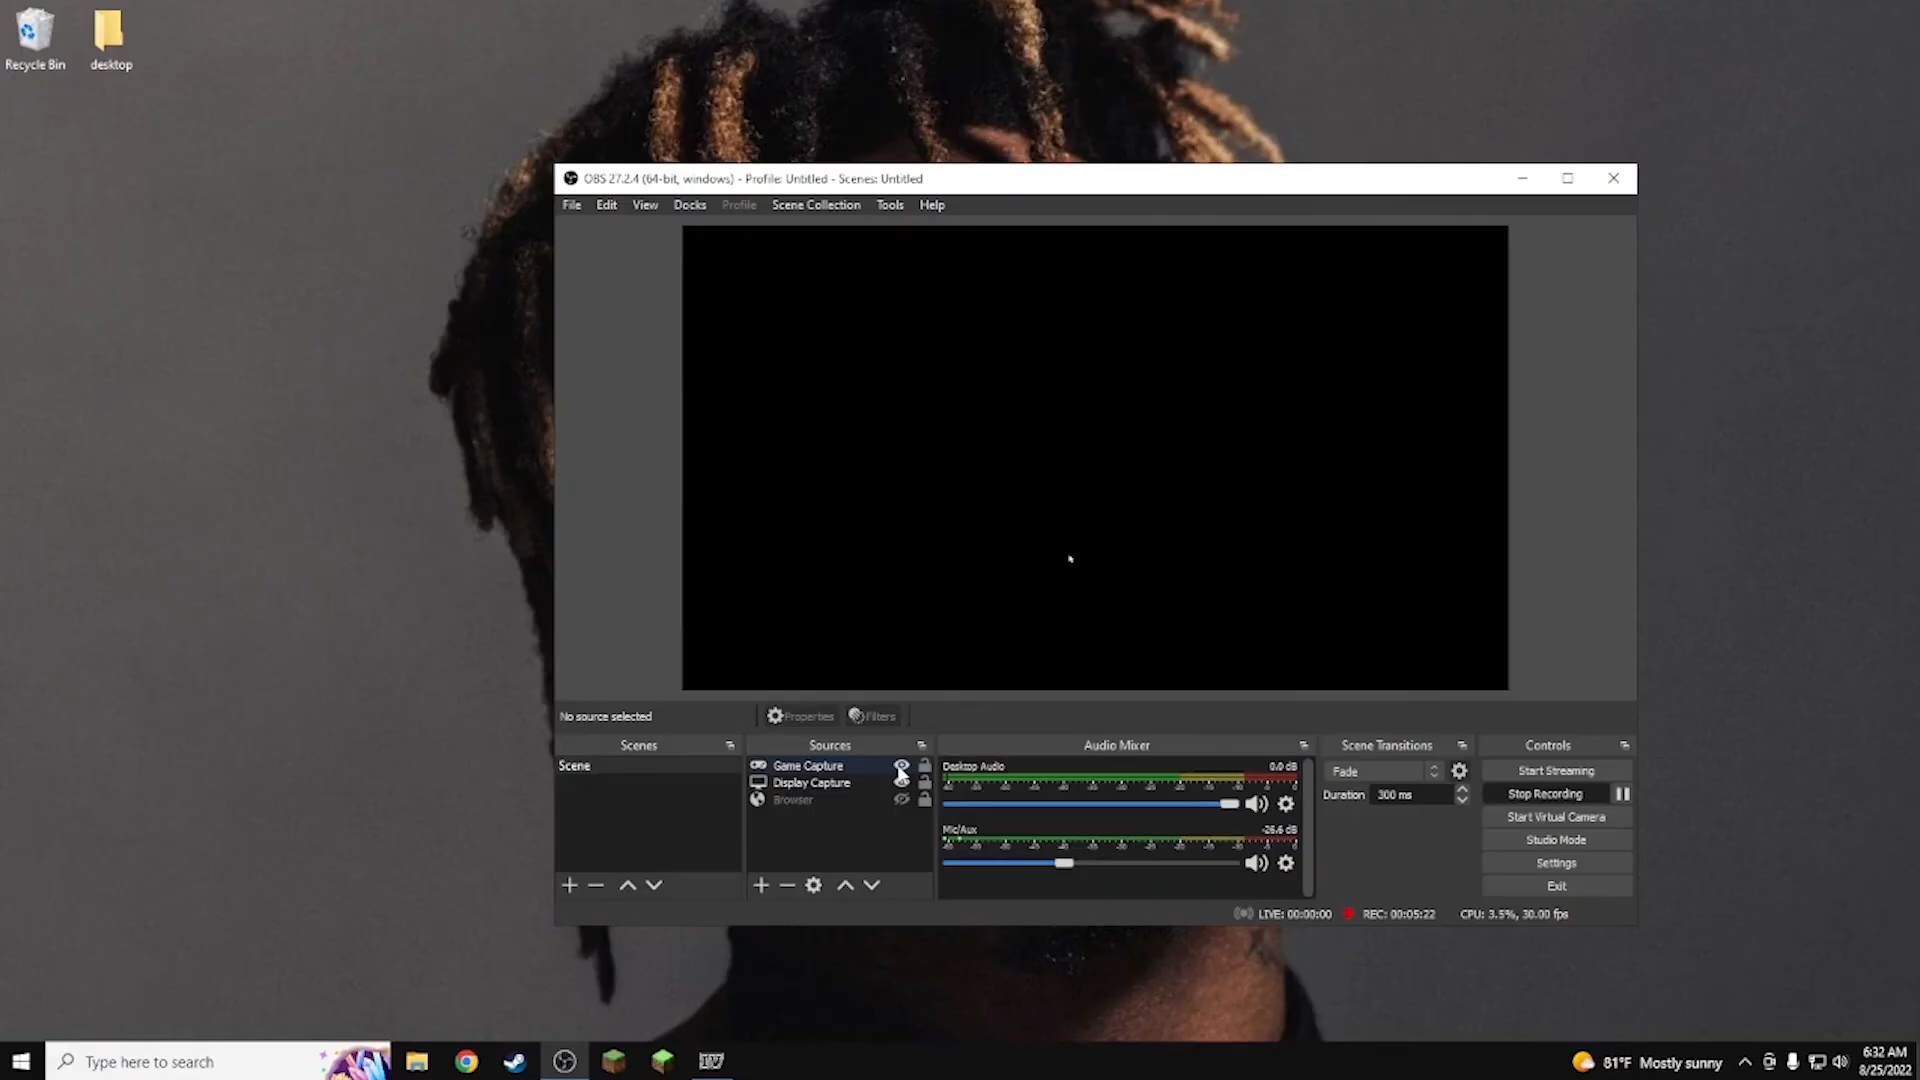 Recycle Bin
desktop
OBS 27.2.4 (64-bit, windows) - Profile: Untitled - Scenes: Untitled
File Edit View Docks Profile Scene Collection Tools Help
No source selected
Properties
Filters
Scenes
Scene
Sources
Game Capture
Display Capture
Browser
Audio Mixer
Desktop Audio 0.0 dB
Mic/Aux -26.6 dB
Scene Transitions
Fade
Duration 300 ms
Controls
Start Streaming
Stop Recording
Start Virtual Camera
Studio Mode
Settings
Exit
LIVE: 00:00:00 REC: 00:05:22 CPU: 3.5%, 30.00 fps
Type here to search
81°F Mostly sunny
6:32 AM
8/25/2022